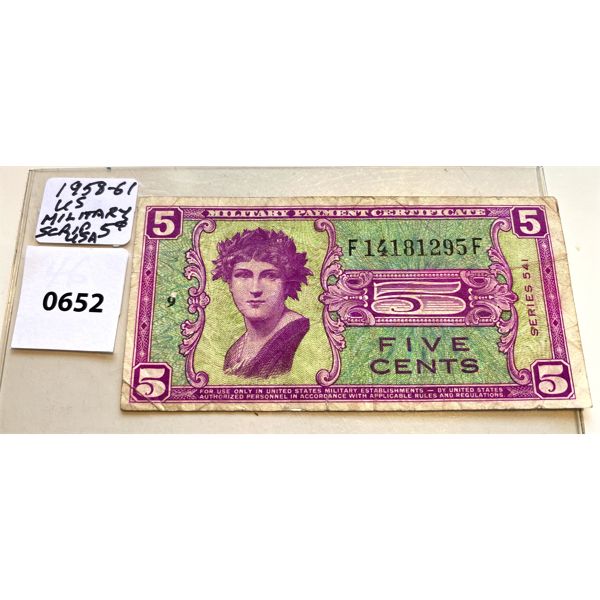 1958-61
US
MILITARY
SCRIP 5¢
USA
0652
5 MILITARY PAYMENT CERTIFICATE 5
F14181295F
9
5
SERIES 541
FIVE
CENTS
5 5
FOR USE ONLY IN UNITED STATES MILITARY ESTABLISHMENTS — BY UNITED STATES
AUTHORIZED PERSONNEL IN ACCORDANCE WITH APPLICABLE RULES AND REGULATIONS.